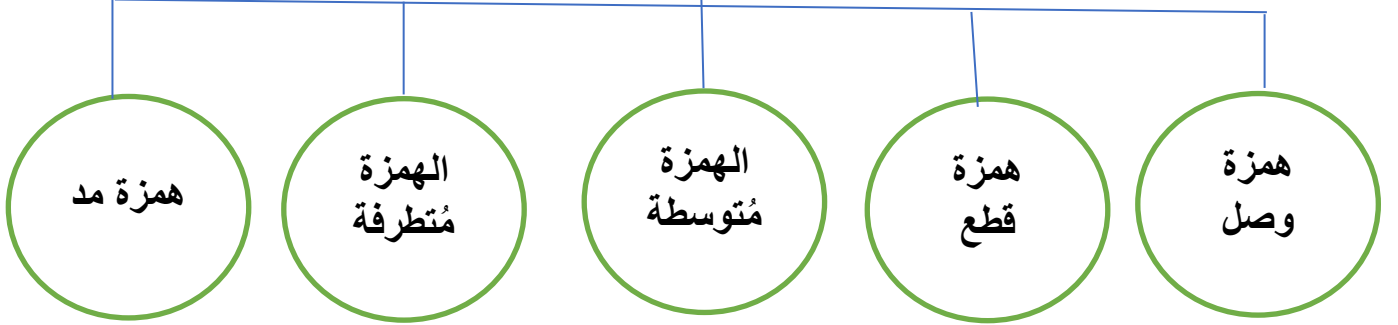 همزة
وصل
همزة
قطع
الهمزة
مُتوسطة
الهمزة
مُتطرفة
همزة مد